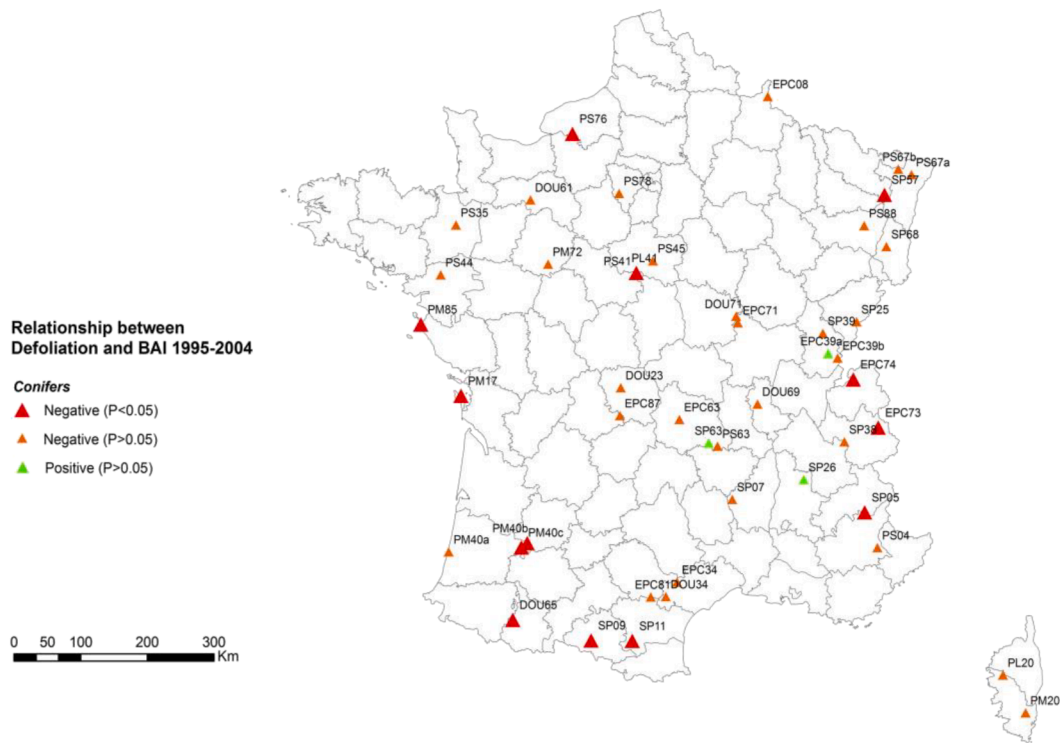 EPC08
PS76
PS67b
PS67a
SP57
PS78
DOU61
PS35
PS88
SP68
PM72
PS45
PS41
PL41
PS44
PM85
DOU71
EPC71
SP39
SP25
EPC39a
EPC39b
EPC74
Relationship between
Defoliation and BAI 1995-2004
Conifers
Negative (P<0.05)
Negative (P>0.05)
Positive (P>0.05)
PM17
DOU23
DOU69
EPC87
EPC63
EPC73
SP63
PS63
SP38
SP26
SP07
SP05
PM40b
PM40c
PM40a
PS04
EPC34
EPC81
DOU34
DOU65
SP09
SP11
0 50 100 200 300
Km
PL20
PM20